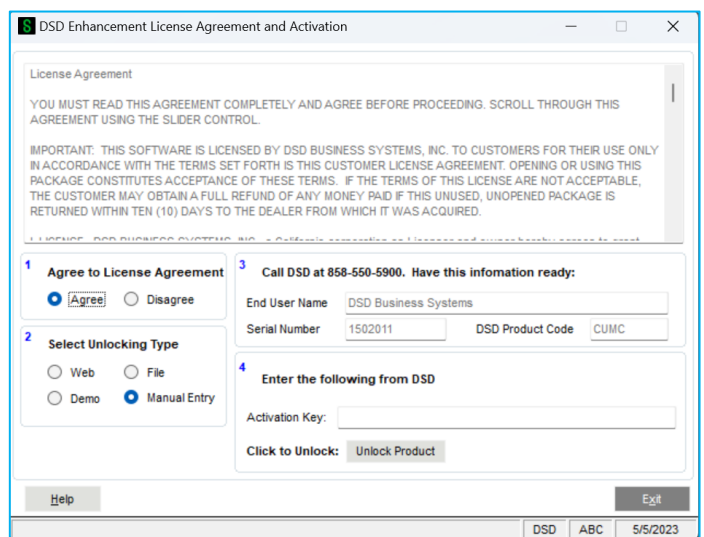 S DSD Enhancement License Agreement and Activation
License Agreement
YOU MUST READ THIS AGREEMENT COMPLETELY AND AGREE BEFORE PROCEEDING. SCROLL THROUGH THIS
AGREEMENT USING THE SLIDER CONTROL.
IMPORTANT: THIS SOFTWARE IS LICENSED BY DSD BUSINESS SYSTEMS, INC. TO CUSTOMERS FOR THEIR USE ONLY
IN ACCORDANCE WITH THE TERMS SET FORTH IS THIS CUSTOMER LICENSE AGREEMENT. OPENING OR USING THIS
PACKAGE CONSTITUTES ACCEPTANCE OF THESE TERMS. IF THE TERMS OF THIS LICENSE ARE NOT ACCEPTABLE,
THE CUSTOMER MAY OBTAIN A FULL REFUND OF ANY MONEY PAID IF THIS UNUSED, UNOPENED PACKAGE IS
RETURNED WITHIN TEN (10) DAYS TO THE DEALER FROM WHICH IT WAS ACQUIRED.
1 Agree to License Agreement
Agree Disagree
2 Select Unlocking Type
Web File
Demo Manual Entry
3 Call DSD at 858-550-5900. Have this infomation ready:
End User Name DSD Business Systems
Serial Number 1502011 DSD Product Code CUMC
4 Enter the following from DSD
Activation Key:
Click to Unlock: Unlock Product
Help Exit
DSD ABC 5/5/2023